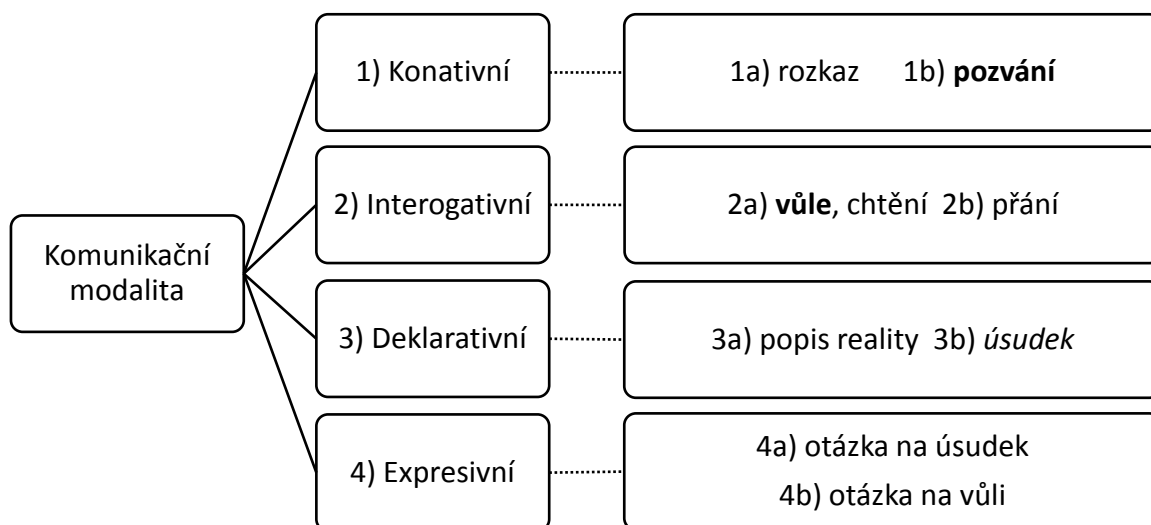 Komunikační
modalita
1) Konativní
1a) rozkaz 1b) pozvání
2) Interogativní
2a) vůle, chtění 2b) přání
3) Deklarativní
3a) popis reality 3b) úsudek
4) Expresivní
4a) otázka na úsudek
4b) otázka na vůli